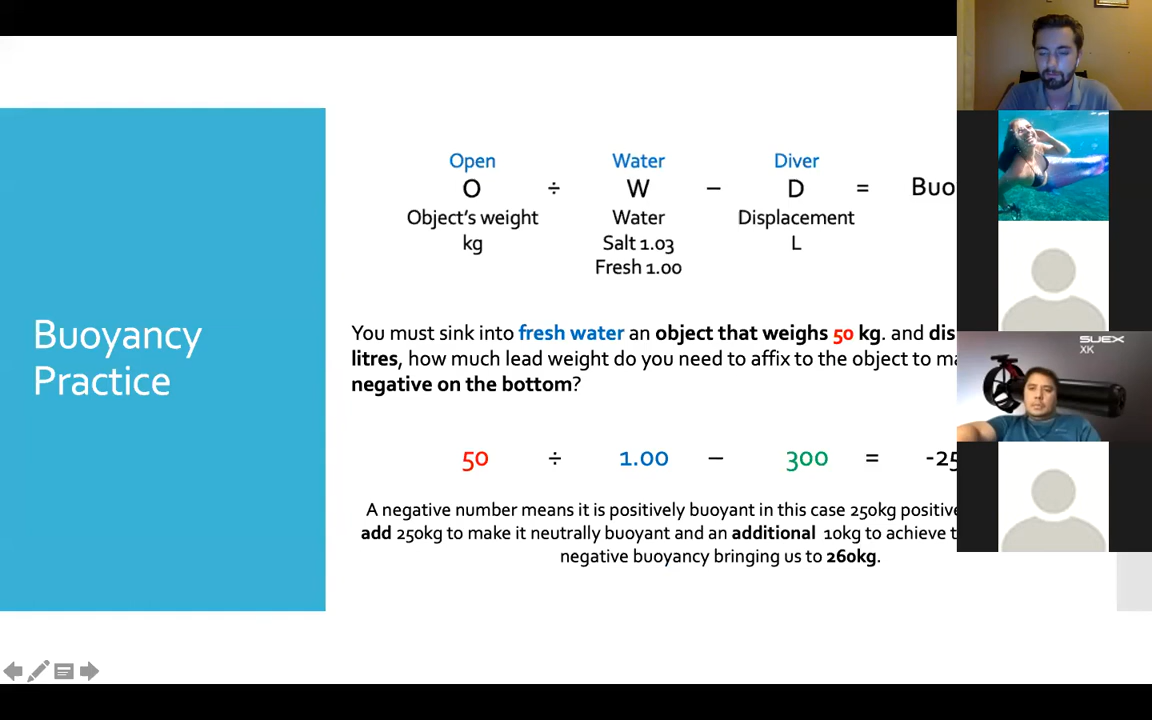 Open Water Diver
O ÷ W – D = Buo
Object's weight Water Displacement
kg Salt 1.03 L
Fresh 1.00
Buoyancy
Practice
You must sink into fresh water an object that weighs 50 kg. and dis
litres, how much lead weight do you need to affix to the object to ma
negative on the bottom?
50 ÷ 1.00 – 300 = -25
A negative number means it is positively buoyant in this case 250kg positive
add 250kg to make it neutrally buoyant and an additional 10kg to achieve t
negative buoyancy bringing us to 260kg.
SUEX
XK